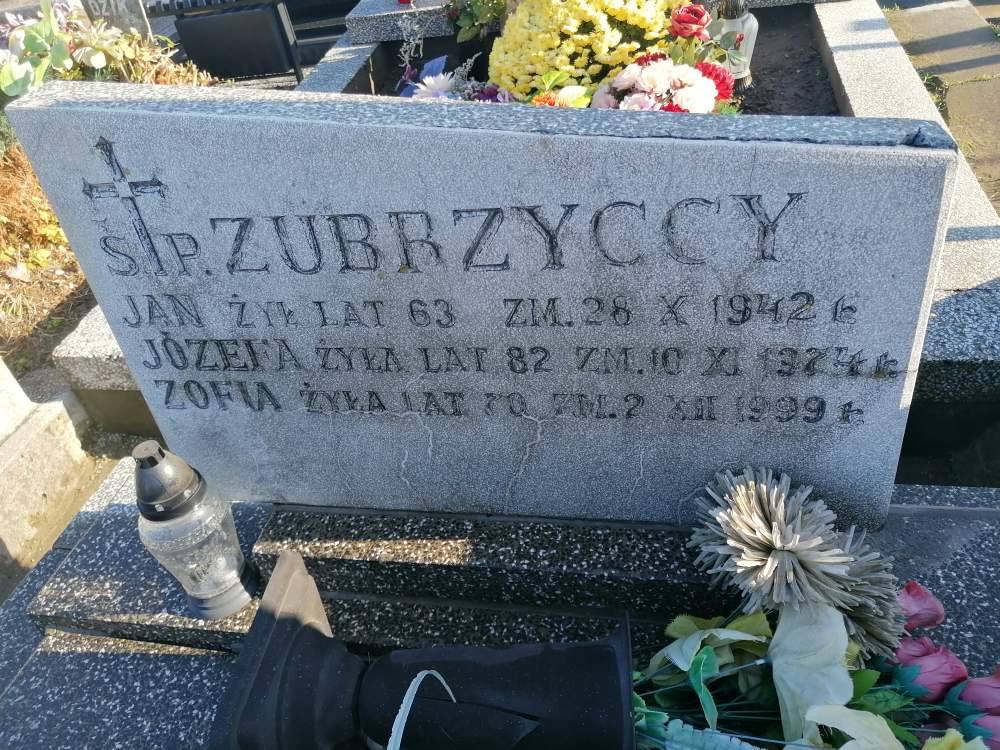 Ś.†P. ZUBRZYCCY
JAN ŻYŁ LAT 63 ZM. 28 X 1942 r.
JÓZEFA ŻYŁA LAT 82 ZM. 10 XI 1974 r.
ZOFIA ŻYŁA LAT 70 ZM. 2 XII 1999 r.